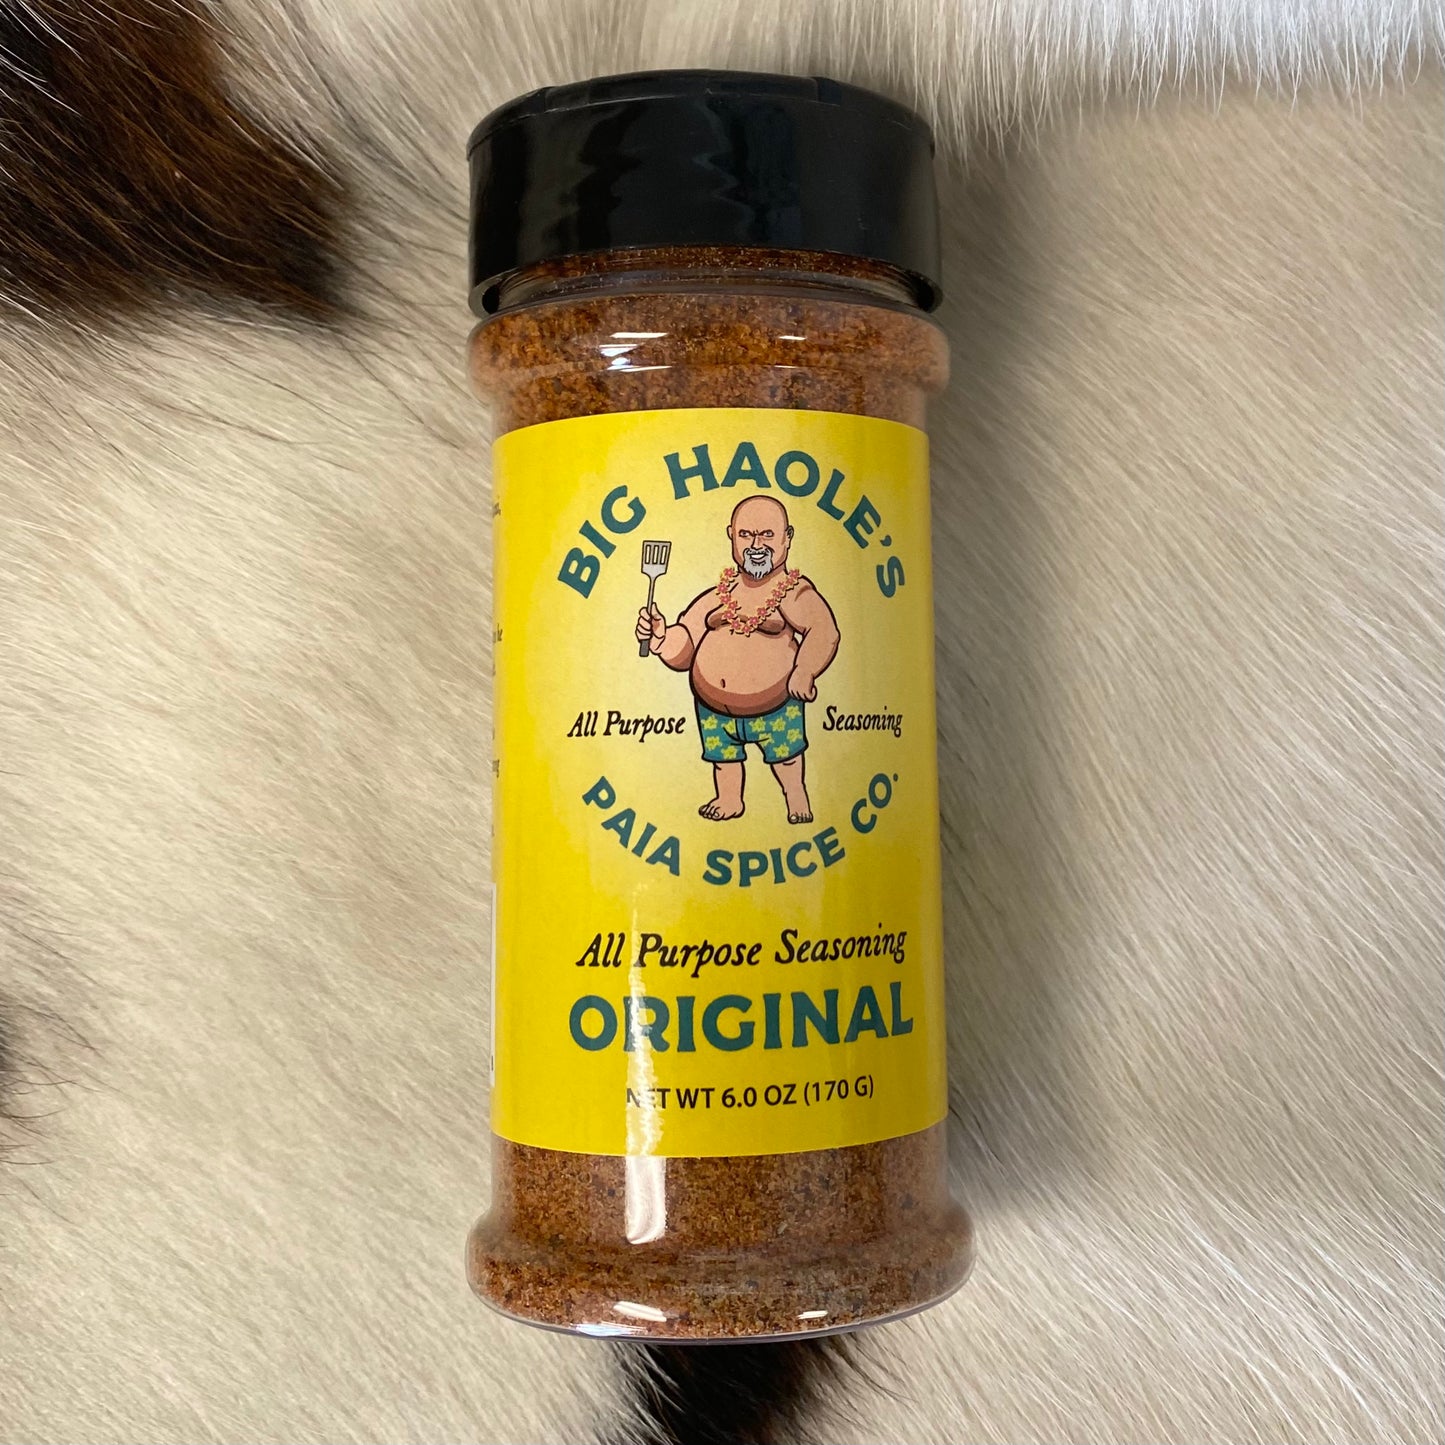 BIG HAOLE'S
All Purpose Seasoning
PAIA SPICE CO.
All Purpose Seasoning
ORIGINAL
NET WT 6.0 OZ (170 G)